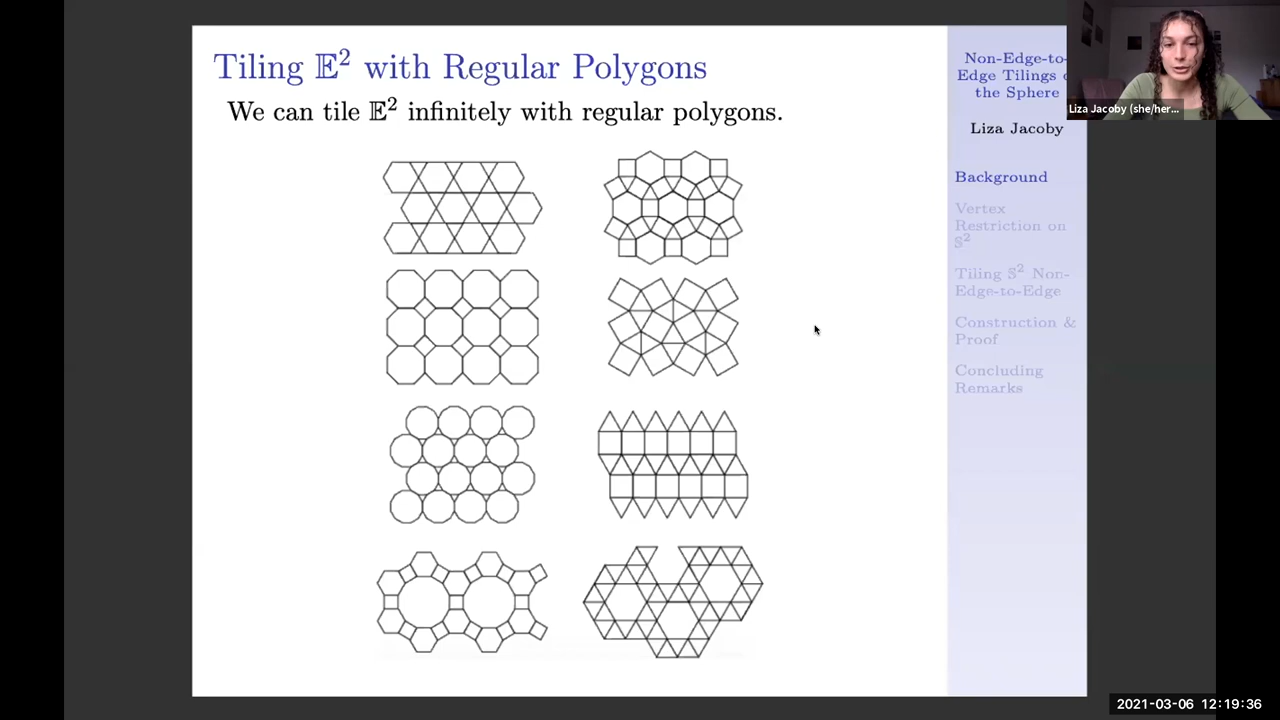 Tiling 𝔼² with Regular Polygons
We can tile 𝔼² infinitely with regular polygons.
Non-Edge-to-
Edge Tilings
the Sphere
Liza Jacoby
Background
Vertex
Restriction on
𝕊²
Tiling 𝕊² Non-
Edge-to-Edge
Construction &
Proof
Concluding
Remarks
Liza Jacoby (she/her...
2021-03-06 12:19:36